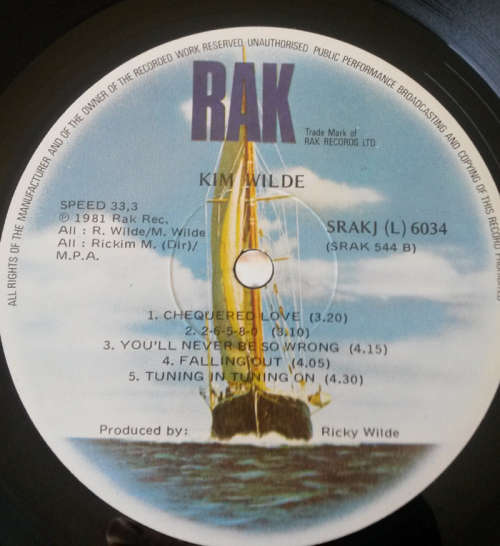 ALL RIGHTS OF THE MANUFACTURER AND OF THE OWNER OF THE RECORDED WORK RESERVED. UNAUTHORISED PUBLIC PERFORMANCE BROADCASTING AND COPYING OF THIS RECORD
RAK
Trade Mark of
RAK RECORDS LTD
KIM WILDE
SPEED 33,3
℗ 1981 Rak Rec.
All : R. Wilde/M. Wilde
All : Rickim M. (Dir)/
M.P.A.
SRAKJ (L) 6034
(SRAK 544 B)
1. CHEQUERED LOVE (3.20)
2. 2-6-5-8-0 (3.10)
3. YOU'LL NEVER BE SO WRONG (4.15)
4. FALLING OUT (4.05)
5. TUNING IN TUNING ON (4.30)
Produced by: Ricky Wilde